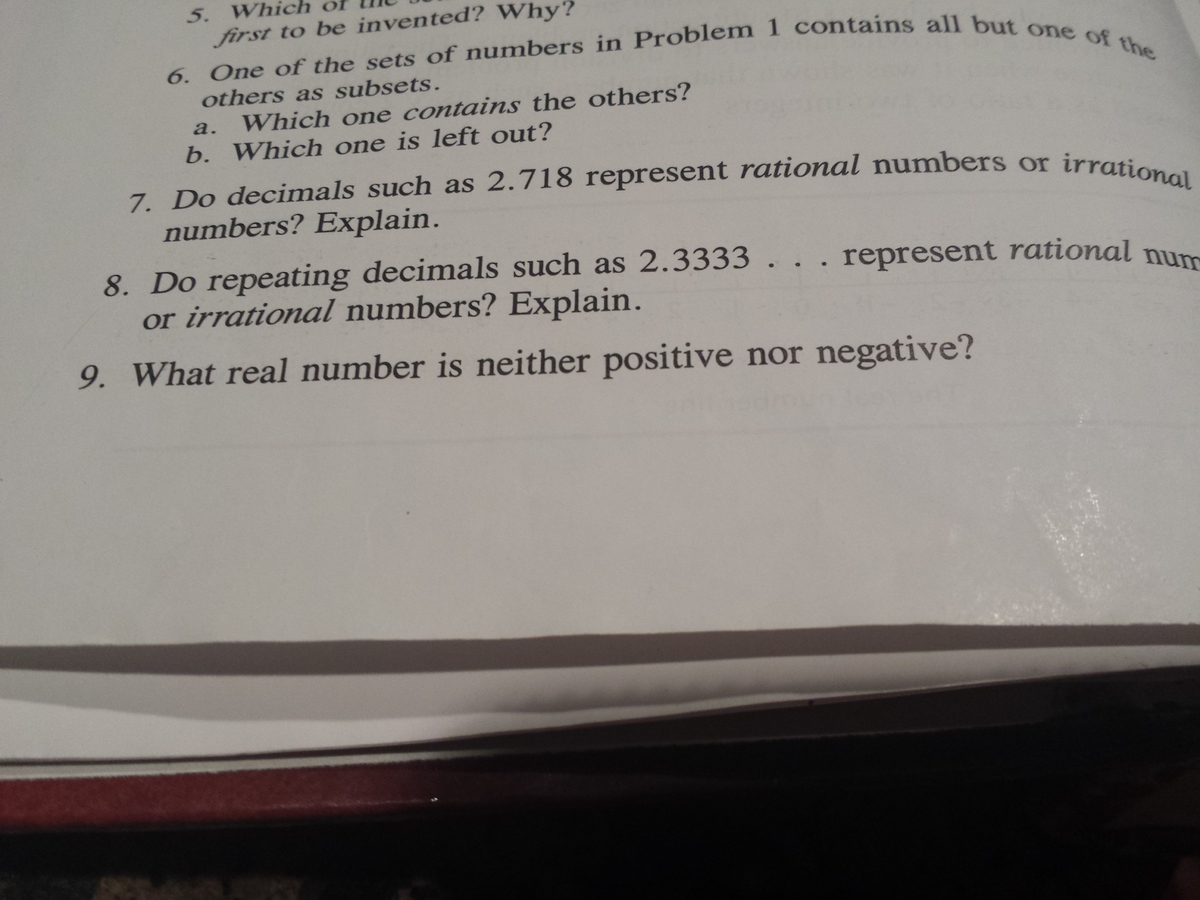 5. Which of the
first to be invented? Why?
6. One of the sets of numbers in Problem 1 contains all but one of the
others as subsets.
a. Which one contains the others?
b. Which one is left out?
7. Do decimals such as 2.718 represent rational numbers or irrational
numbers? Explain.
8. Do repeating decimals such as 2.3333 . . . represent rational
or irrational numbers? Explain.
9. What real number is neither positive nor negative?